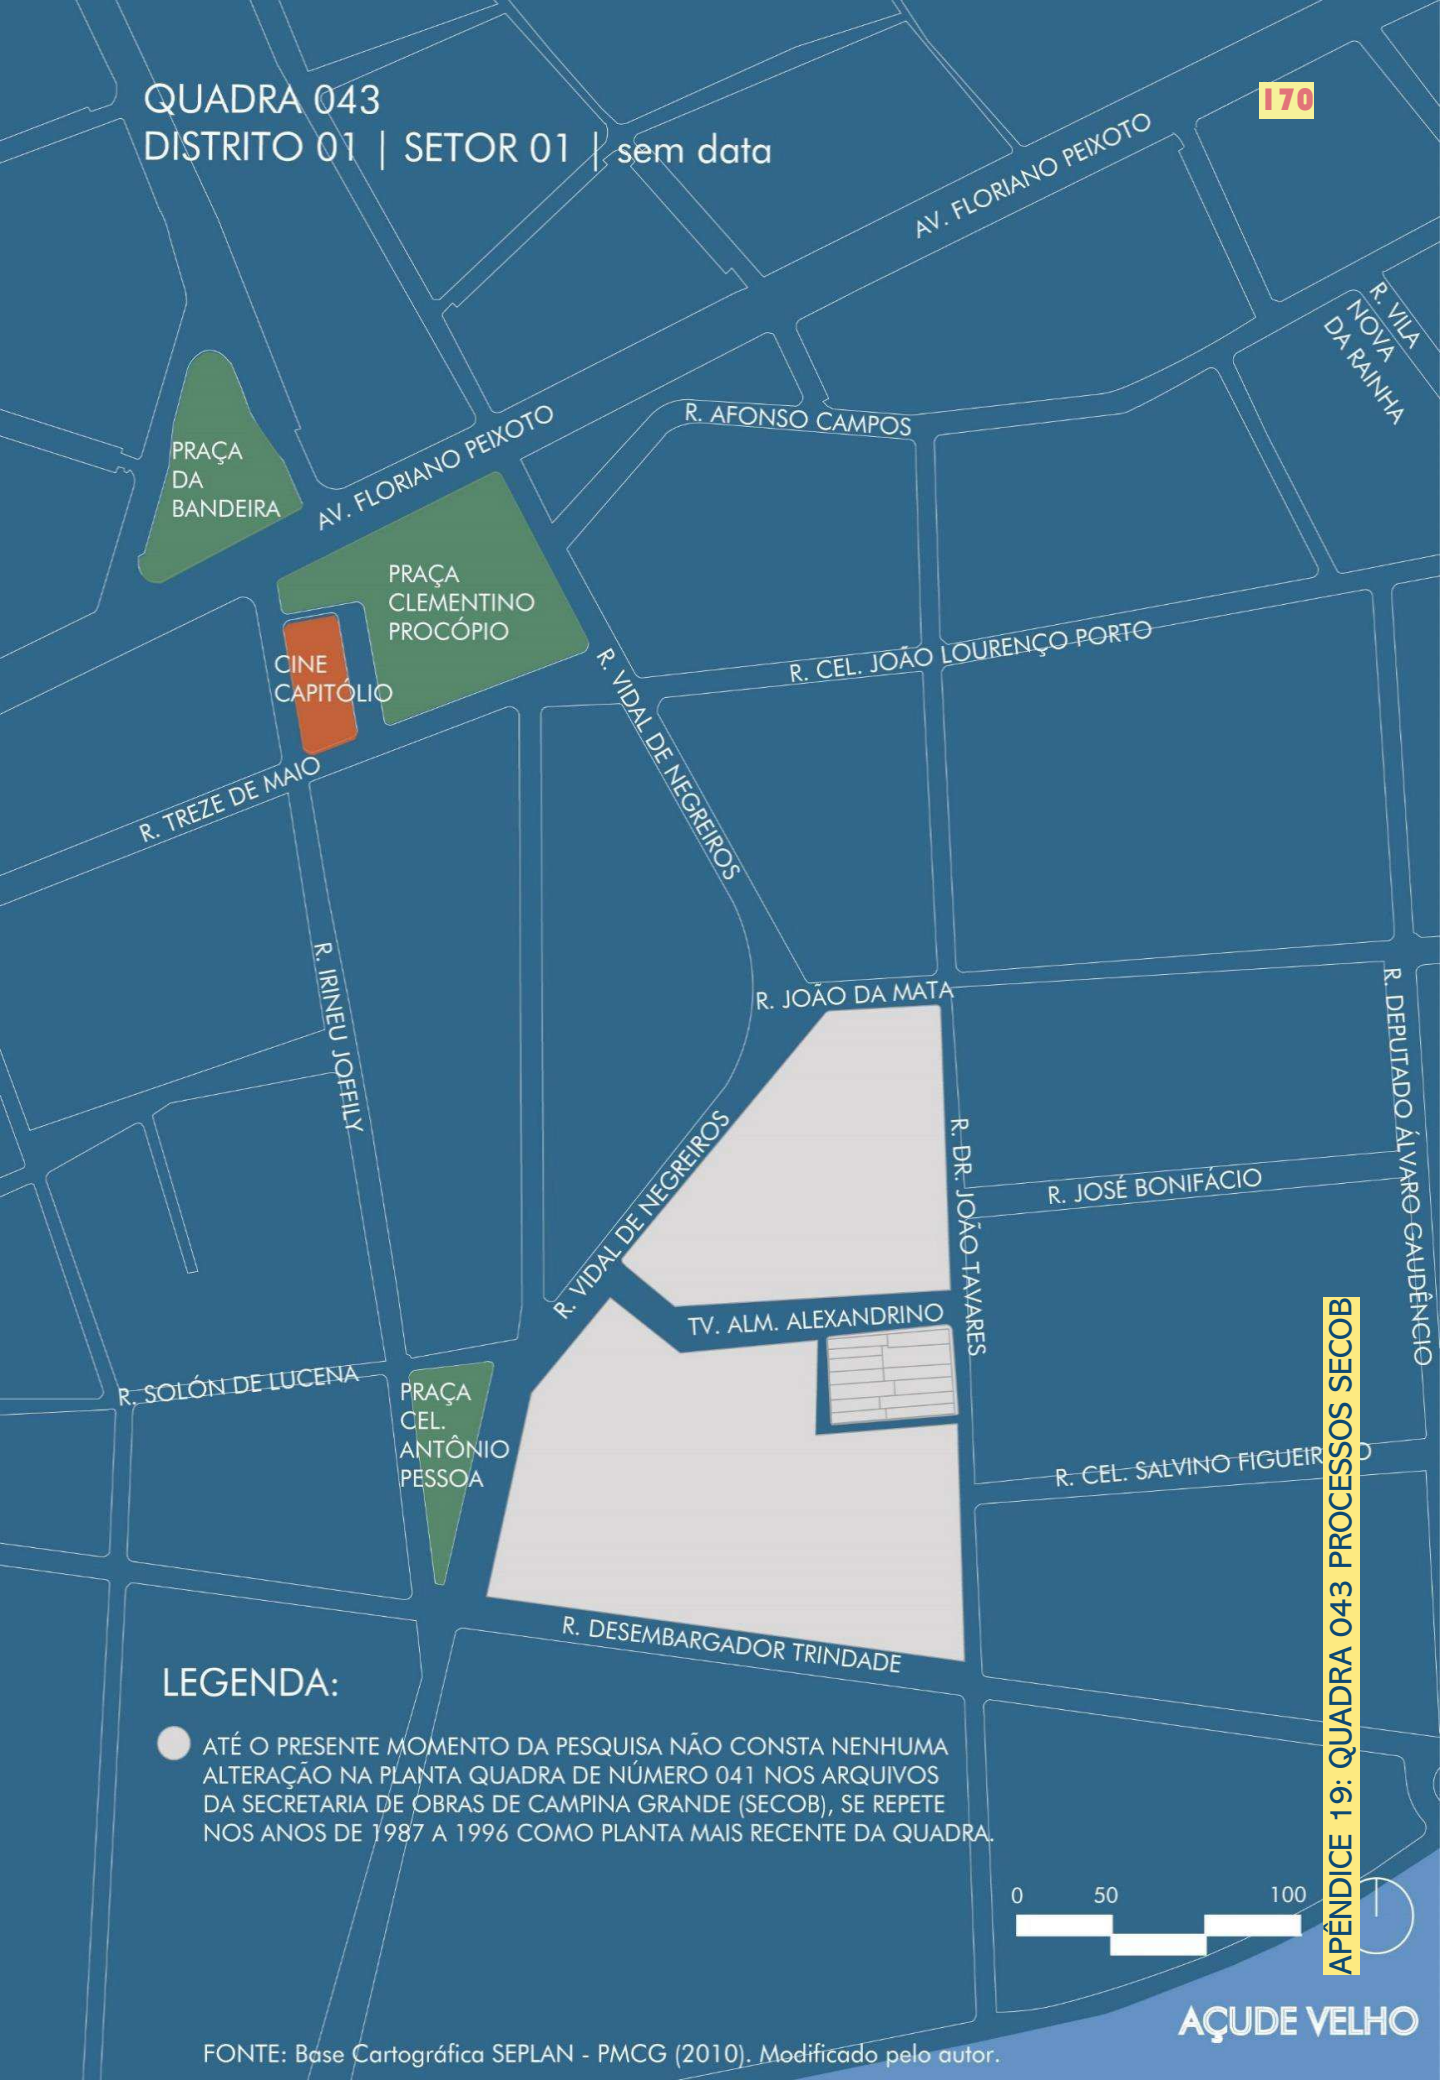 QUADRA 043
170
DISTRITO 01 | SETOR 01 | sem data
AV. FLORIANO PEIXOTO
R. VILA
NOVA
DA RAINHA
R. AFONSO CAMPOS
AV. FLORIANO PEIXOTO
PRAÇA
DA
BANDEIRA
PRAÇA
CLEMENTINO
PROCÓPIO
R. CEL. JOÃO LOURENÇO PORTO
CINE
CAPITÓLIO
R. VIDAL DE NEGREIROS
R. TREZE DE MAIO
R. IRINEU JOFFILY
R. JOÃO DA MATA
R. DEPUTADO ÁLVARO GAUDÊNCIO
R. VIDAL DE NEGREIROS
R. DR. JOÃO TAVARES
R. JOSÉ BONIFÁCIO
TV. ALM. ALEXANDRINO
R. SOLÓN DE LUCENA
PRAÇA
CEL.
ANTÔNIO
PESSOA
R. CEL. SALVINO FIGUEIR O
APÊNDICE 19: QUADRA 043 PROCESSOS SECOB
R. DESEMBARGADOR TRINDADE
LEGENDA:
ATÉ O PRESENTE MOMENTO DA PESQUISA NÃO CONSTA NENHUMA
ALTERAÇÃO NA PLANTA QUADRA DE NÚMERO 041 NOS ARQUIVOS
DA SECRETARIA DE OBRAS DE CAMPINA GRANDE (SECOB), SE REPETE
NOS ANOS DE 1987 A 1996 COMO PLANTA MAIS RECENTE DA QUADRA.
0 50 100
AÇUDE VELHO
FONTE: Base Cartográfica SEPLAN - PMCG (2010). Modificado pelo autor.